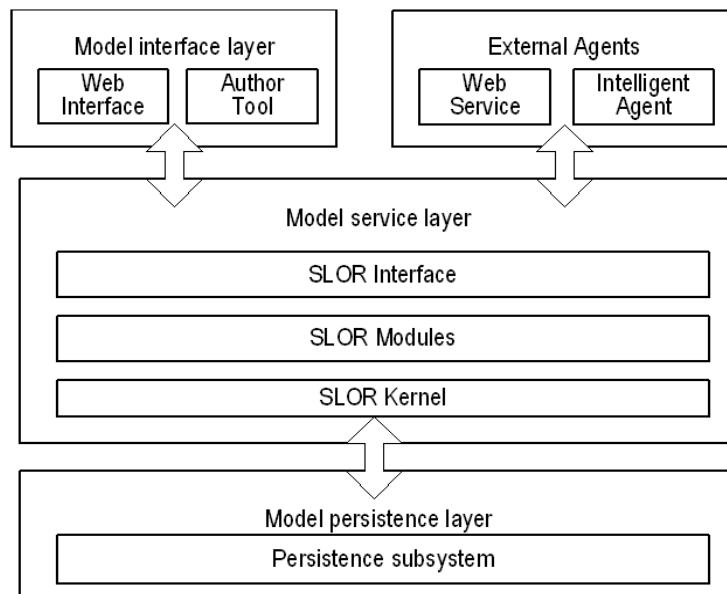 Model interface layer
Web
Interface
Author
Tool
External Agents
Web
Service
Intelligent
Agent
Model service layer
SLOR Interface
SLOR Modules
SLOR Kernel
Model persistence layer
Persistence subsystem